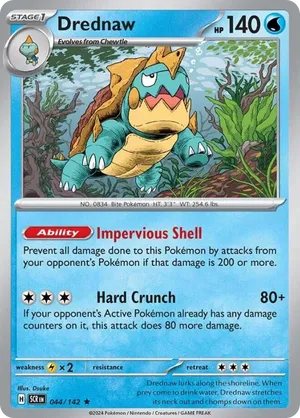 STAGE 1
Drednaw
HP 140
Evolves from Chewtle
NO. 0834 Bite Pokémon HT: 3'3" WT: 254.6 lbs.
Ability Impervious Shell
Prevent all damage done to this Pokémon by attacks from
your opponent's Pokémon if that damage is 200 or more.
Hard Crunch 80+
If your opponent's Active Pokémon already has any damage
counters on it, this attack does 80 more damage.
weakness ×2 resistance retreat
Illus. Osuke
H SCR EN 044/142 ★
Drednaw lurks along the shoreline. When
prey come to drink water, Drednaw stretches
its neck out and chomps down on them.
©2024 Pokémon / Nintendo / Creatures / GAME FREAK